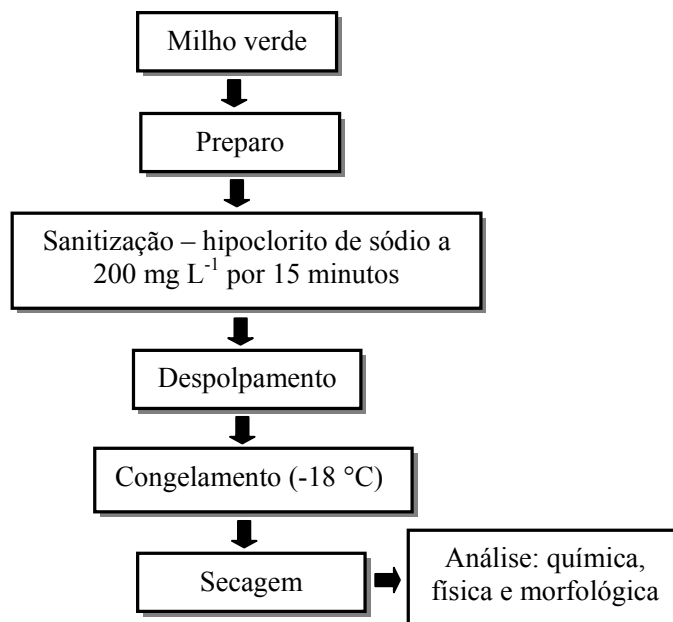 Milho verde
Preparo
Sanitização – hipoclorito de sódio a
200 mg L⁻¹ por 15 minutos
Despolpamento
Congelamento (-18 °C)
Secagem
Análise: química,
física e morfológica